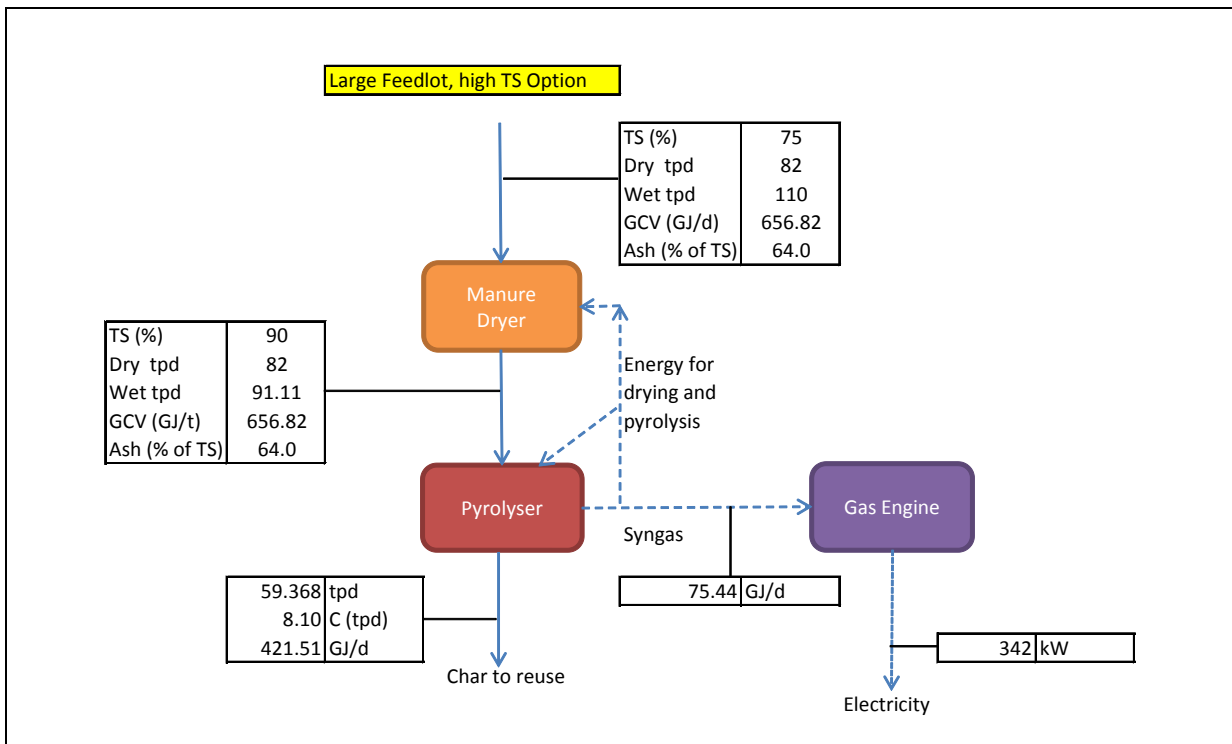 Large Feedlot, high TS Option
TS (%) 75
Dry tpd 82
Wet tpd 110
GCV (GJ/d) 656.82
Ash (% of TS) 64.0
Manure
Dryer
TS (%) 90
Dry tpd 82
Wet tpd 91.11
GCV (GJ/t) 656.82
Ash (% of TS) 64.0
Energy for
drying and
pyrolysis
Pyrolyser
Gas Engine
Syngas
59.368 tpd
8.10 C (tpd)
421.51 GJ/d
75.44 GJ/d
342 kW
Char to reuse
Electricity